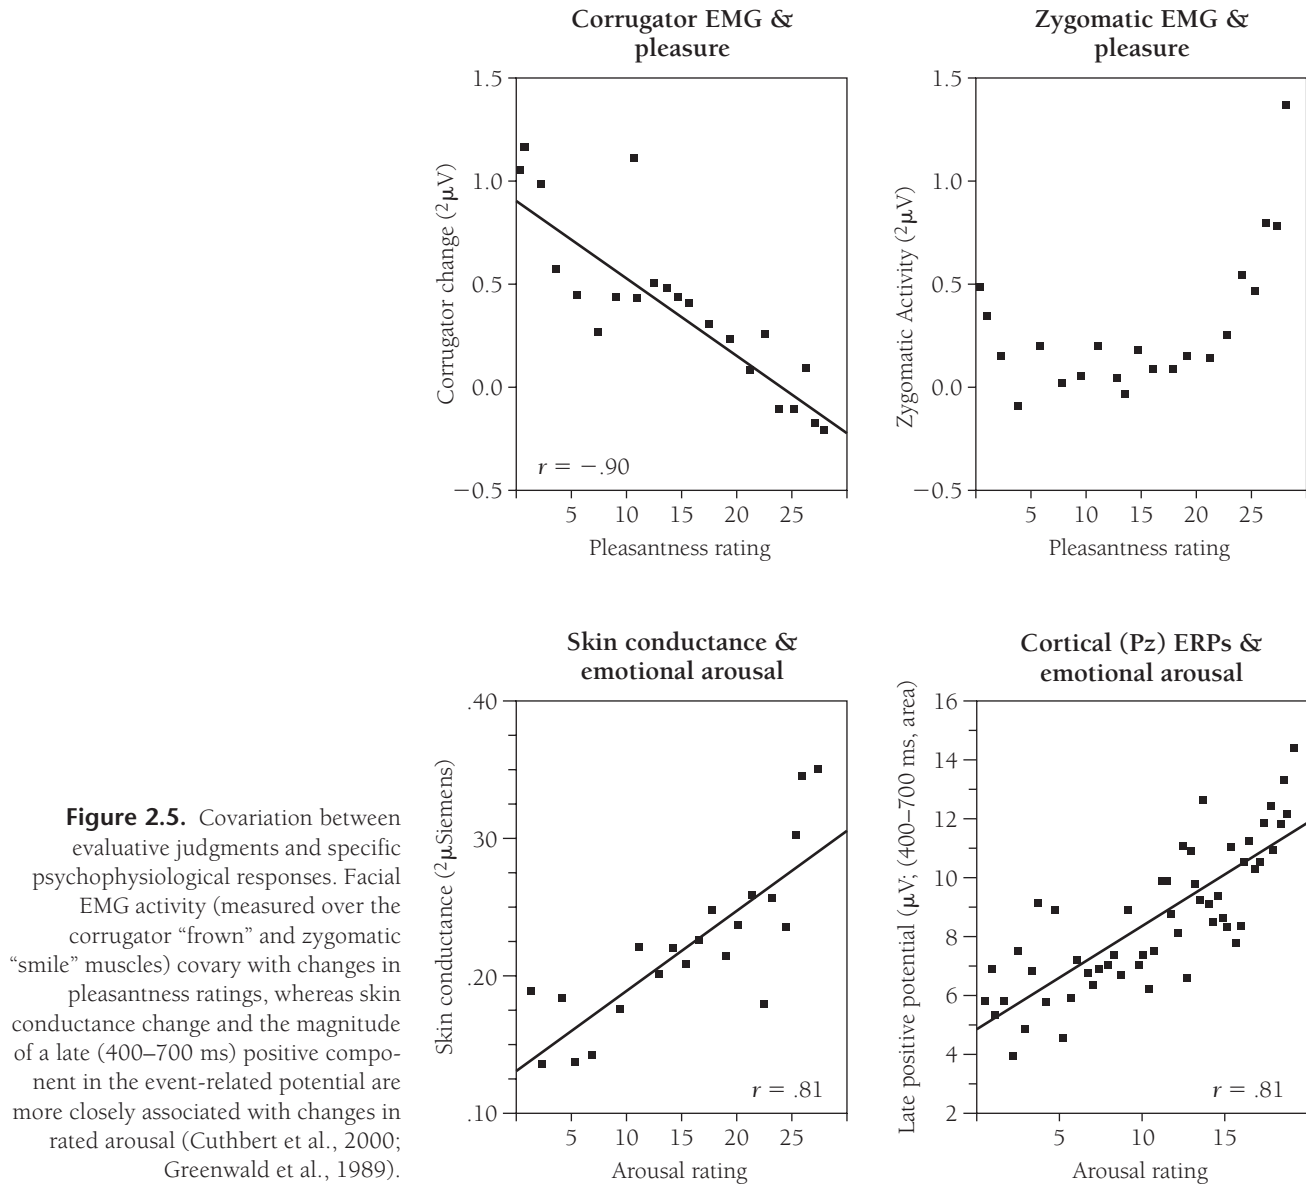 Corrugator EMG &
pleasure
1.5
1.0
0.5
0.0
−0.5
Corrugator change (²µV)
r = −.90
5 10 15 20 25
Pleasantness rating
Zygomatic EMG &
pleasure
1.5
1.0
0.5
0.0
−0.5
Zygomatic Activity (²µV)
5 10 15 20 25
Pleasantness rating
Skin conductance &
emotional arousal
.40
.30
.20
.10
Skin conductance (²µSiemens)
r = .81
5 10 15 20 25
Arousal rating
Cortical (Pz) ERPs &
emotional arousal
16
14
12
10
8
6
4
2
Late positive potential (µV; (400–700 ms, area)
r = .81
5 10 15
Arousal rating
Figure 2.5. Covariation between
evaluative judgments and specific
psychophysiological responses. Facial
EMG activity (measured over the
corrugator “frown” and zygomatic
“smile” muscles) covary with changes in
pleasantness ratings, whereas skin
conductance change and the magnitude
of a late (400–700 ms) positive compo-
nent in the event-related potential are
more closely associated with changes in
rated arousal (Cuthbert et al., 2000;
Greenwald et al., 1989).